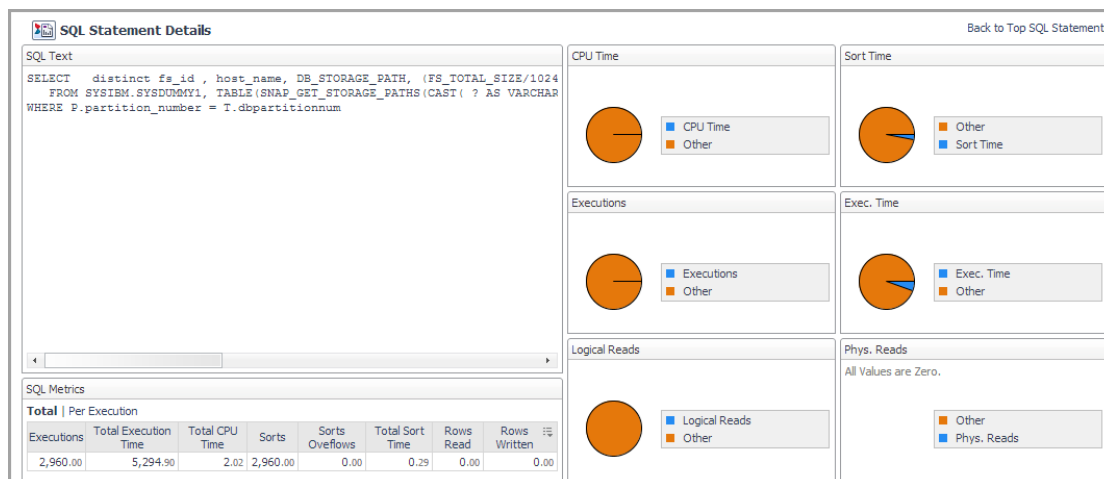 SQL Statement Details
Back to Top SQL Statement
SQL Text
SELECT distinct fs_id , host_name, DB_STORAGE_PATH, (FS_TOTAL_SIZE/1024
FROM SYSIBM.SYSDUMMY1, TABLE(SNAP_GET_STORAGE_PATHS(CAST( ? AS VARCHAR
WHERE P.partition_number = T.dbpartitionnum
CPU Time
CPU Time
Other
Sort Time
Other
Sort Time
Executions
Executions
Other
Exec. Time
Exec. Time
Other
Logical Reads
Logical Reads
Other
Phys. Reads
All Values are Zero.
Other
Phys. Reads
SQL Metrics
Total | Per Execution
Executions Total Execution Time Total CPU Time Sorts Sorts Oveflows Total Sort Time Rows Read Rows Written
2,960.00 5,294.90 2.02 2,960.00 0.00 0.29 0.00 0.00